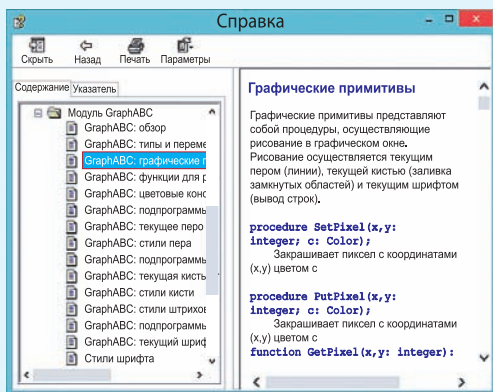 Справка
Скрыть Назад Печать Параметры
Содержание Указатель
Модуль GraphABC
GraphABC: обзор
GraphABC: типы и переме
GraphABC: графические г
GraphABC: функции для р
GraphABC: цветовые конс
GraphABC: подпрограммы
GraphABC: текущее перо
GraphABC: стили пера
GraphABC: подпрограммы
GraphABC: текущая кисть
GraphABC: стили кисти
GraphABC: стили штрихов
GraphABC: подпрограммы
GraphABC: текущий шриф
Стили шрифта
Графические примитивы
Графические примитивы представляют
собой процедуры, осуществляющие
рисование в графическом окне.
Рисование осуществляется текущим
пером (линии), текущей кистью (заливка
замкнутых областей) и текущим шрифтом
(вывод строк).
procedure SetPixel(x,y:
integer; c: Color);
Закрашивает пиксел с координатами
(x,y) цветом c
procedure PutPixel(x,y:
integer; c: Color);
Закрашивает пиксел с координатами
(x,y) цветом c
function GetPixel(x,y: integer):